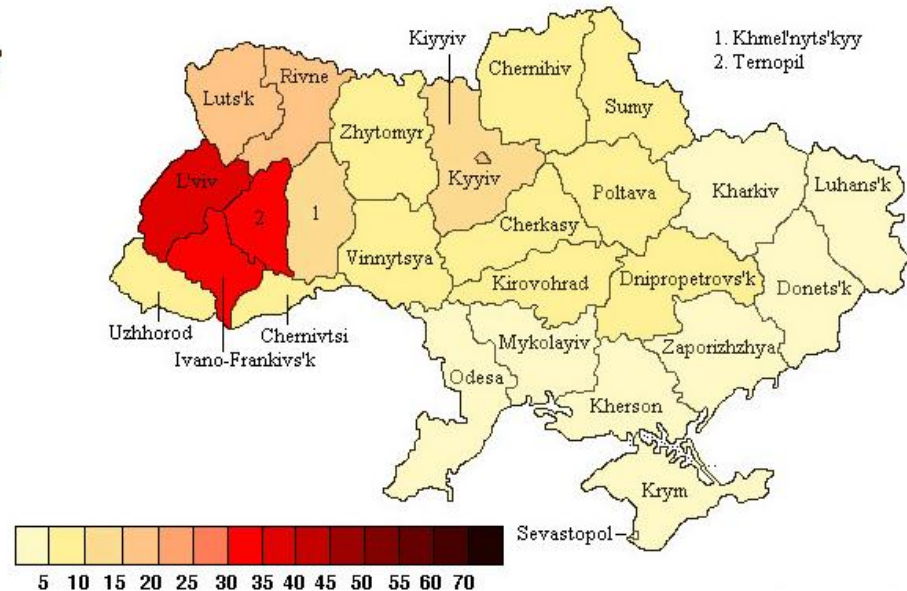 Kiyyiv
1. Khmel'nyts'kyy
2. Ternopil
Chernihiv
Rivne
Luts'k
Sumy
Zhytomyr
L'viv
Kyyiv
Poltava
Kharkiv
Luhans'k
2
1
Cherkasy
Vinnytsya
Kirovohrad
Dnipropetrovs'k
Donets'k
Uzhhorod
Chernivtsi
Ivano-Frankivs'k
Mykolayiv
Zaporizhzhya
Odesa
Kherson
Krym
Sevastopol
5 10 15 20 25 30 35 40 45 50 55 60 70